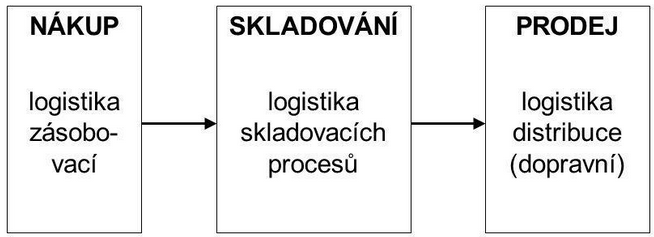 NÁKUP
logistika
zásobo-
vací
SKLADOVÁNÍ
logistika
skladovacích
procesů
PRODEJ
logistika
distribuce
(dopravní)